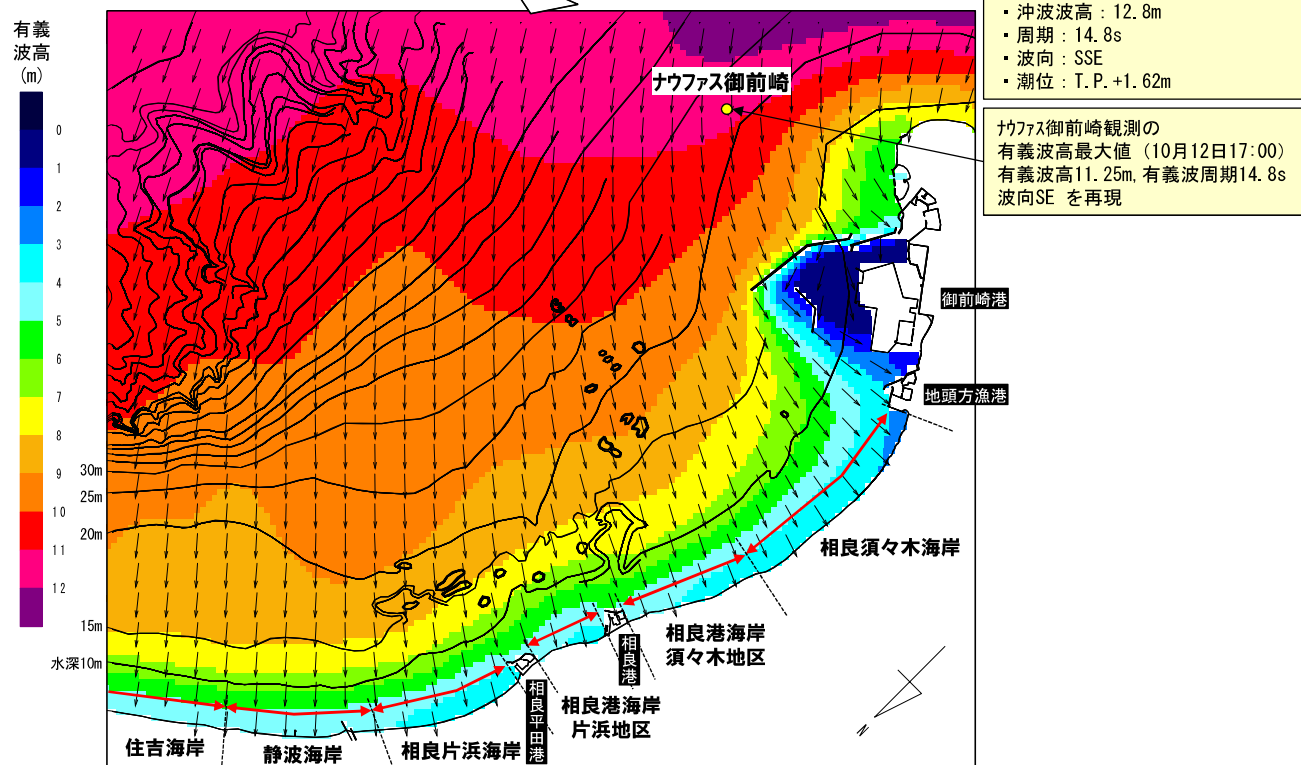 有義
波高
(m)
0
1
2
3
4
5
6
7
8
9
10
11
12
・沖波波高：12.8m
・周期：14.8s
・波向：SSE
・潮位：T.P.+1.62m
ﾅｳﾌｧｽ御前崎観測の
有義波高最大値（10月12日17:00）
有義波高11.25m, 有義波周期14.8s
波向SE を再現
ナウファス御前崎
御前崎港
地頭方漁港
30m
25m
20m
15m
水深10m
相良須々木海岸
相良港海岸
須々木地区
相良港
相良港海岸
片浜地区
相良平田港
相良片浜海岸
静波海岸
住吉海岸
N